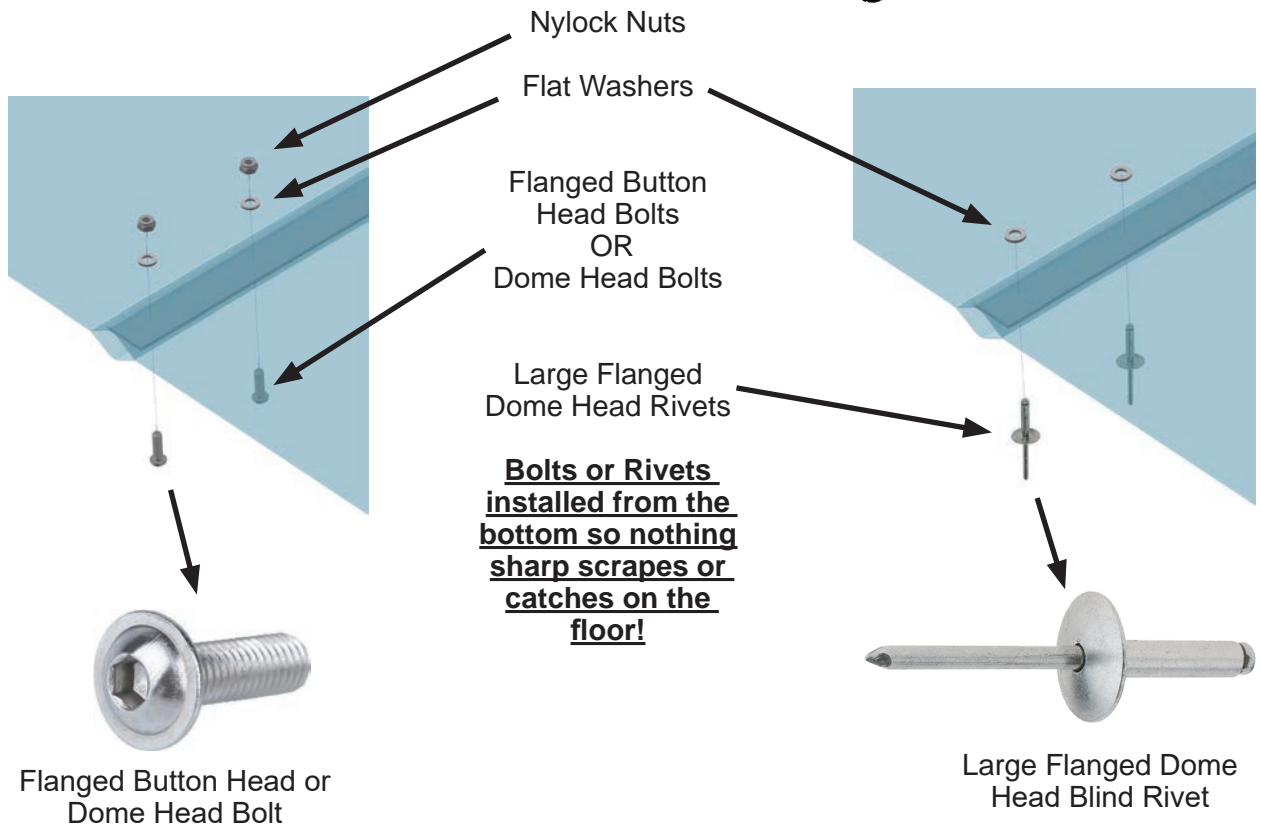 Nylock Nuts
Flat Washers
Flanged Button
Head Bolts
OR
Dome Head Bolts
Large Flanged
Dome Head Rivets
Bolts or Rivets
installed from the
bottom so nothing
sharp scrapes or
catches on the
floor!
Flanged Button Head or
Dome Head Bolt
Large Flanged Dome
Head Blind Rivet